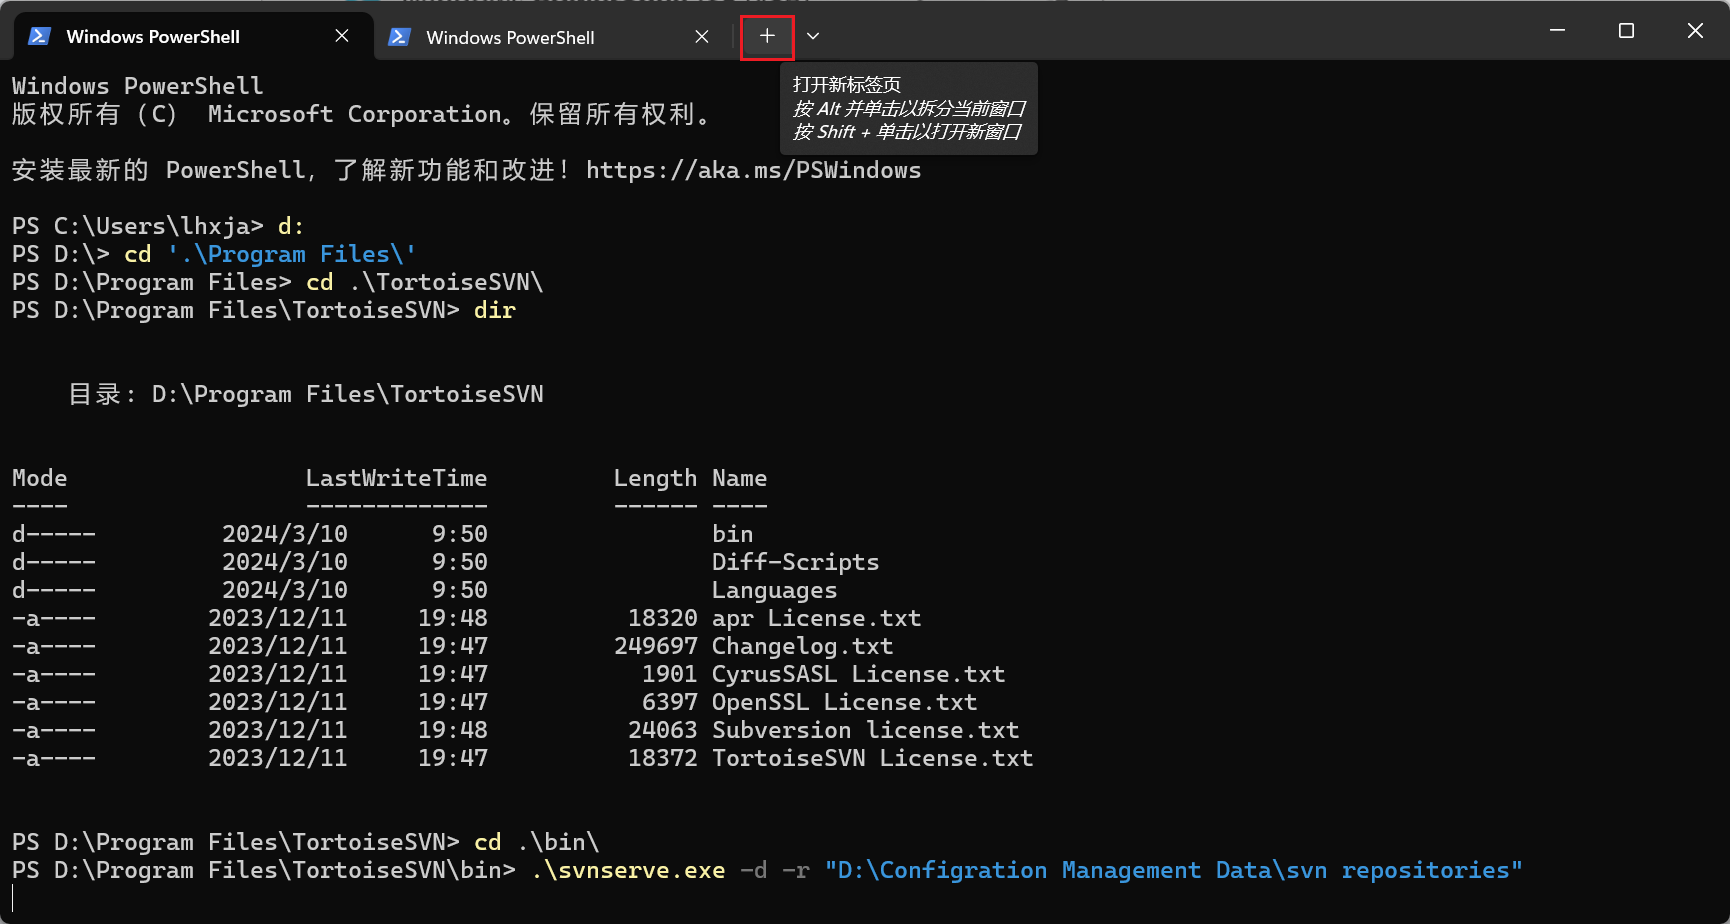 Windows PowerShell
Windows PowerShell
打开新标签页
按 Alt 并单击以拆分当前窗口
按 Shift + 单击以打开新窗口
Windows PowerShell
版权所有 (C) Microsoft Corporation。保留所有权利。
安装最新的 PowerShell，了解新功能和改进！https://aka.ms/PSWindows
PS C:\Users\lhxja> d:
PS D:\> cd '.\Program Files\'
PS D:\Program Files> cd .\TortoiseSVN\
PS D:\Program Files\TortoiseSVN> dir
目录: D:\Program Files\TortoiseSVN
Mode LastWriteTime Length Name
---- ------------- ------ ----
d----- 2024/3/10 9:50 bin
d----- 2024/3/10 9:50 Diff-Scripts
d----- 2024/3/10 9:50 Languages
-a---- 2023/12/11 19:48 18320 apr License.txt
-a---- 2023/12/11 19:47 249697 Changelog.txt
-a---- 2023/12/11 19:47 1901 CyrusSASL License.txt
-a---- 2023/12/11 19:47 6397 OpenSSL License.txt
-a---- 2023/12/11 19:48 24063 Subversion license.txt
-a---- 2023/12/11 19:47 18372 TortoiseSVN License.txt
PS D:\Program Files\TortoiseSVN> cd .\bin\
PS D:\Program Files\TortoiseSVN\bin> .\svnserve.exe -d -r "D:\Configration Management Data\svn repositories"